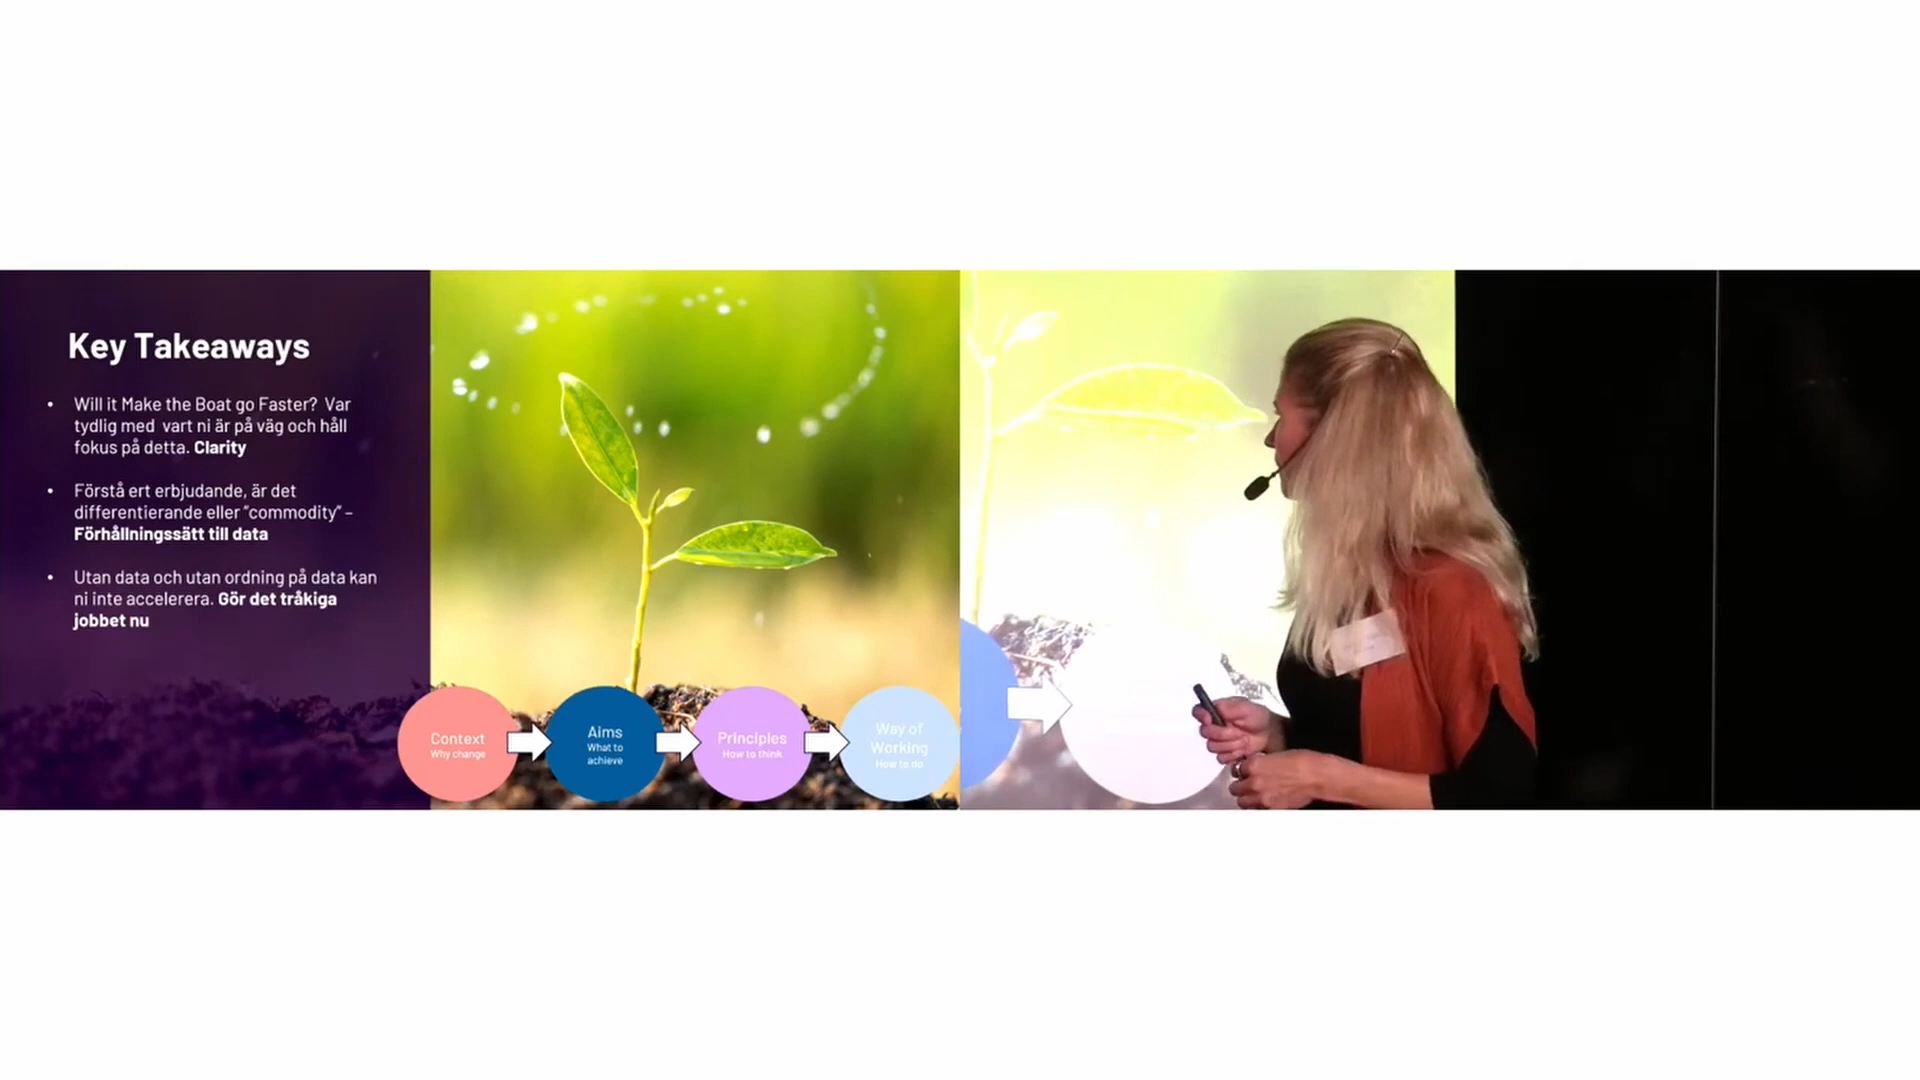 Key Takeaways
• Will it Make the Boat go Faster?  Var
tydlig med  vart ni är på väg och håll
fokus på detta. Clarity
• Förstå ert erbjudande, är det
differentierande eller ”commodity” –
Förhållningssätt till data
• Utan data och utan ordning på data kan
ni inte accelerera. Gör det tråkiga
jobbet nu
Context
Why change
Aims
What to
achieve
Principles
How to think
Way of
Working
How to do